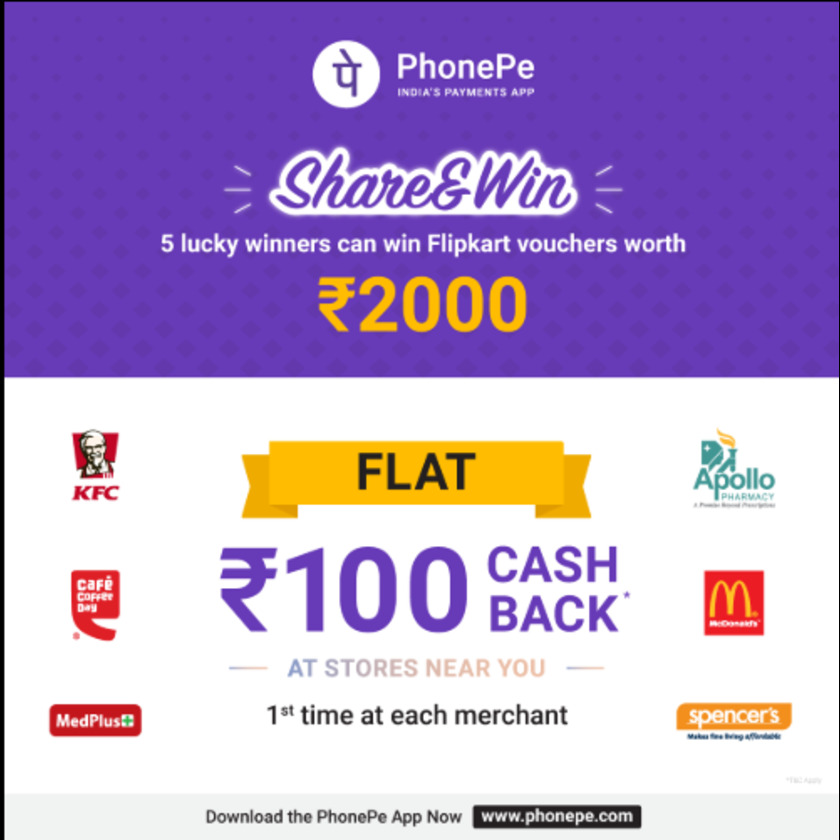 पे
PhonePe
INDIA'S PAYMENTS APP
Share&Win
5 lucky winners can win Flipkart vouchers worth
₹2000
KFC
FLAT
Apollo
PHARMACY
Café
Coffee
Day
®
₹100 CASH BACK*
McDonald's
AT STORES NEAR YOU
MedPlus
1st time at each merchant
spencer's
Makes fine living affordable
*T&C Apply
Download the PhonePe App Now www.phonepe.com